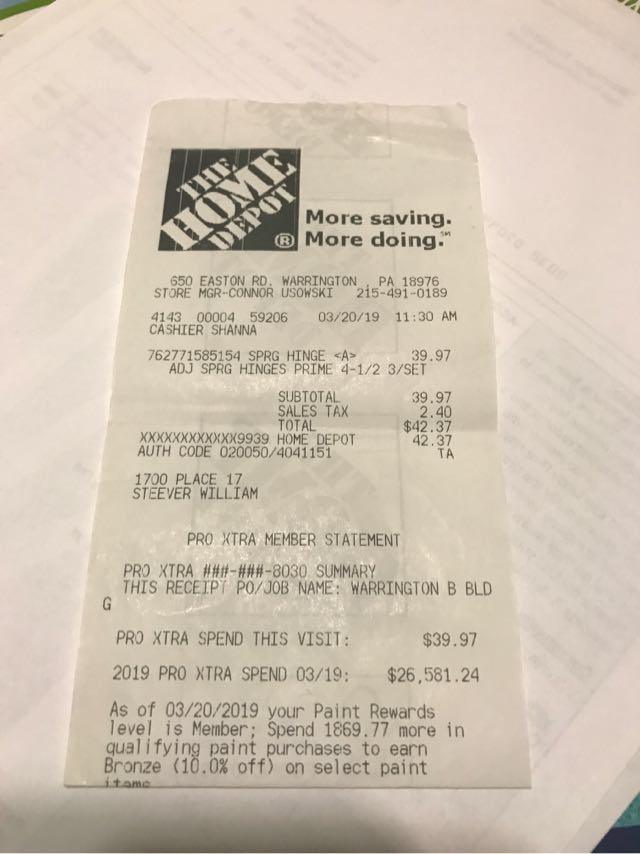 THE
HOME
DEPOT
®
More saving.
More doing.℠
650 EASTON RD. WARRINGTON , PA 18976
STORE MGR-CONNOR USOWSKI 215-491-0189
4143 00004 59206 03/20/19 11:30 AM
CASHIER SHANNA
762771585154 SPRG HINGE <A> 39.97
ADJ SPRG HINGES PRIME 4-1/2 3/SET
SUBTOTAL 39.97
SALES TAX 2.40
TOTAL $42.37
XXXXXXXXXXXX9939 HOME DEPOT 42.37
AUTH CODE 020050/4041151 TA
1700 PLACE 17
STEEVER WILLIAM
PRO XTRA MEMBER STATEMENT
PRO XTRA ###-###-8030 SUMMARY
THIS RECEIPT PO/JOB NAME: WARRINGTON B BLD
G
PRO XTRA SPEND THIS VISIT: $39.97
2019 PRO XTRA SPEND 03/19: $26,581.24
As of 03/20/2019 your Paint Rewards
level is Member; Spend 1869.77 more in
qualifying paint purchases to earn
Bronze (10.0% off) on select paint
items